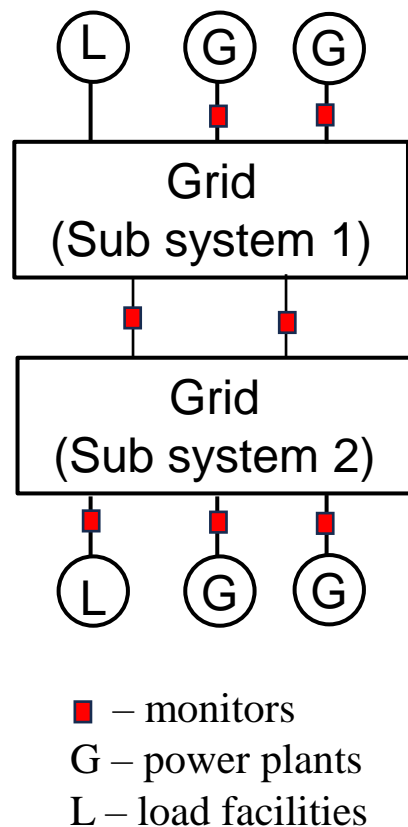 L G G
Grid
(Sub system 1)
Grid
(Sub system 2)
L G G
– monitors
G – power plants
L – load facilities